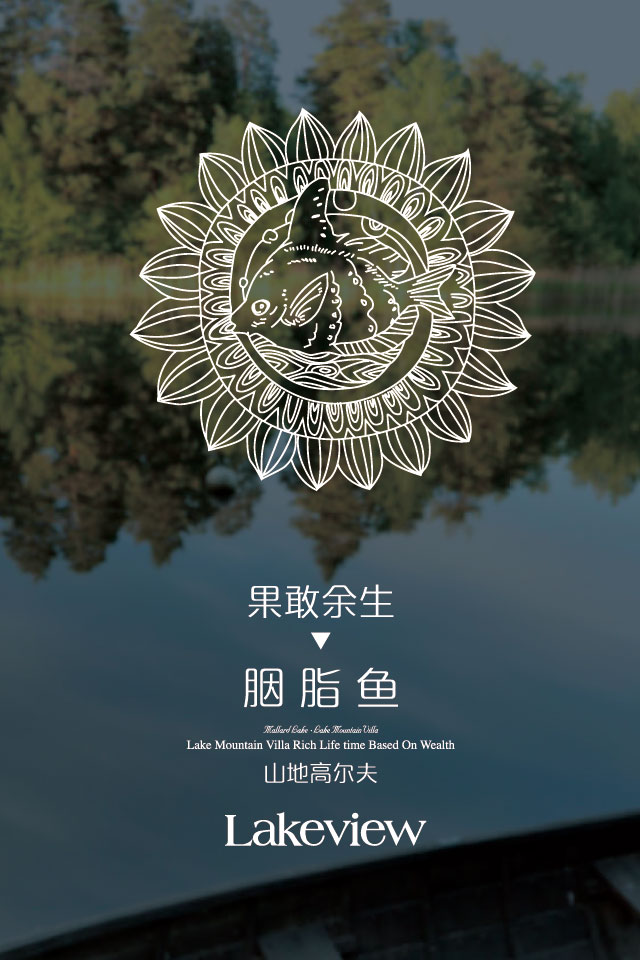 果敢余生
胭脂鱼
Mallard Lake · Lake Mountain Villa
Lake Mountain Villa Rich Life time Based On Wealth
山地高尔夫
Lakeview